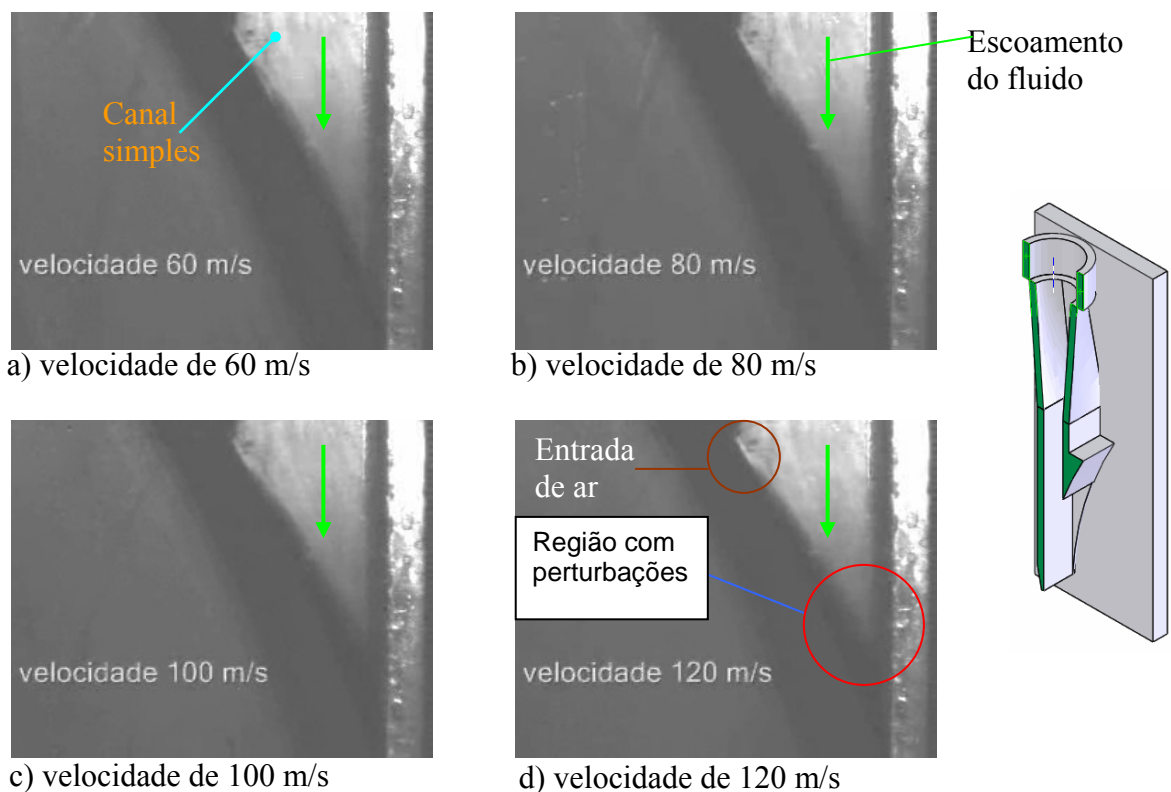 Canal
simples
velocidade 60 m/s
a) velocidade de 60 m/s
Escoamento
do fluido
velocidade 80 m/s
b) velocidade de 80 m/s
velocidade 100 m/s
c) velocidade de 100 m/s
Entrada
de ar
Região com
perturbações
velocidade 120 m/s
d) velocidade de 120 m/s